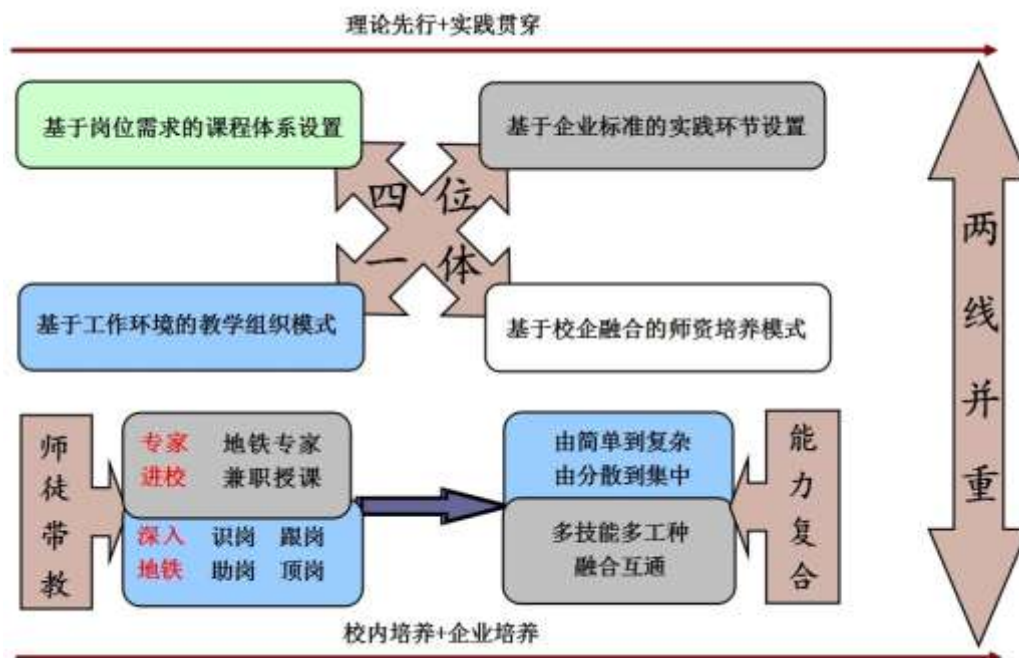 理论先行+实践贯穿
基于岗位需求的课程体系设置
基于企业标准的实践环节设置
四位
一体
基于工作环境的教学组织模式
基于校企融合的师资培养模式
两线并重
师徒带教
专家 地铁专家
进校 兼职授课
深入 识岗 跟岗
地铁 助岗 顶岗
由简单到复杂
由分散到集中
多技能多工种
融合互通
能力复合
校内培养+企业培养